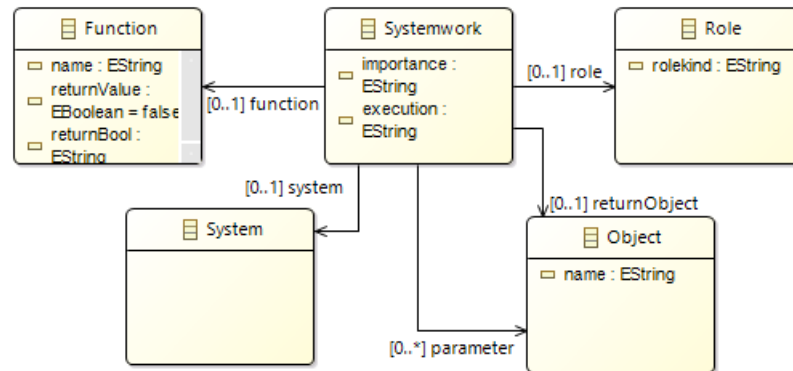 Function
name : EString
returnValue :
EBoolean = false
returnBool :
EString
Systemwork
importance :
EString
execution :
EString
Role
rolekind : EString
[0..1] function
[0..1] role
[0..1] system
[0..1] returnObject
System
Object
name : EString
[0..*] parameter